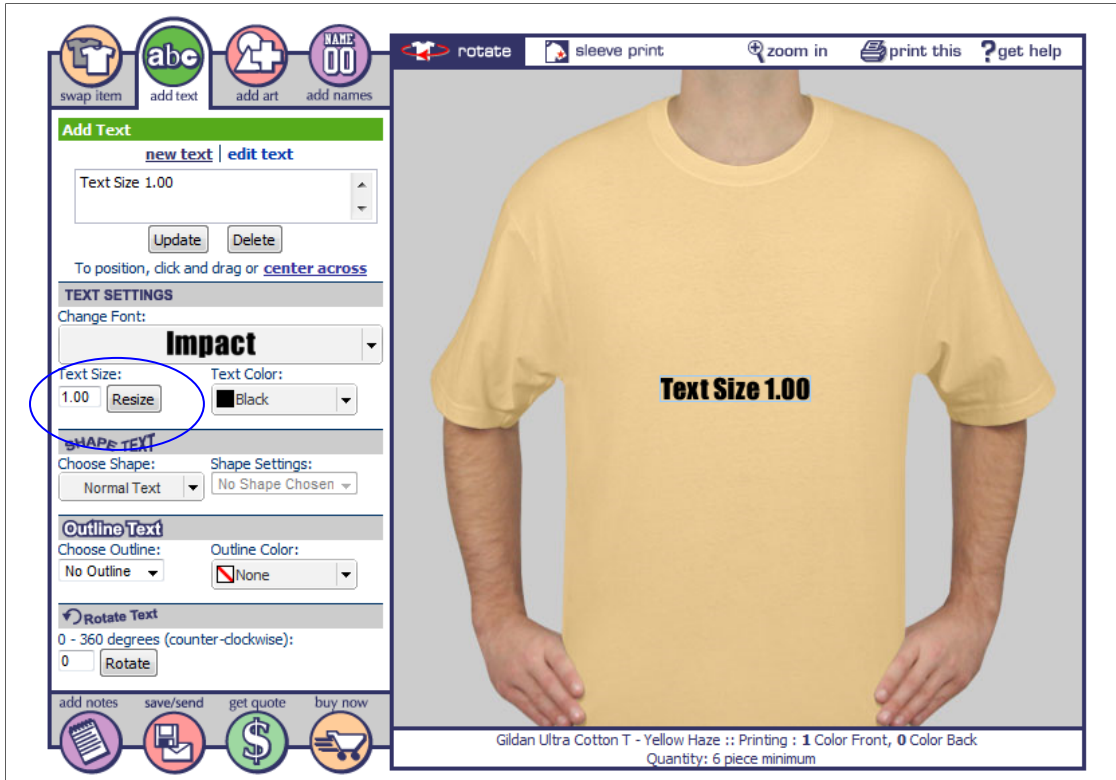 swap item
abc
add text
add art
NAME
00
add names
rotate
sleeve print
zoom in
print this
? get help
Add Text
new text | edit text
Text Size 1.00
Update Delete
To position, click and drag or center across
TEXT SETTINGS
Change Font:
Impact
Text Size: Text Color:
1.00 Resize Black
SHAPE TEXT
Choose Shape: Shape Settings:
Normal Text No Shape Chosen
Outline Text
Choose Outline: Outline Color:
No Outline None
Rotate Text
0 - 360 degrees (counter-clockwise):
0 Rotate
add notes save/send get quote buy now
$
Text Size 1.00
Gildan Ultra Cotton T - Yellow Haze :: Printing : 1 Color Front, 0 Color Back
Quantity: 6 piece minimum